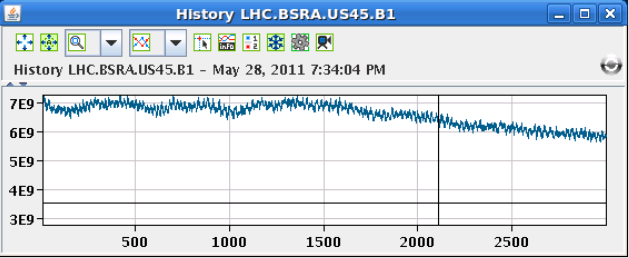 History LHC.BSRA.US45.B1
INFO
History LHC.BSRA.US45.B1 - May 28, 2011 7:34:04 PM
7E9
6E9
5E9
4E9
3E9
500 1000 1500 2000 2500